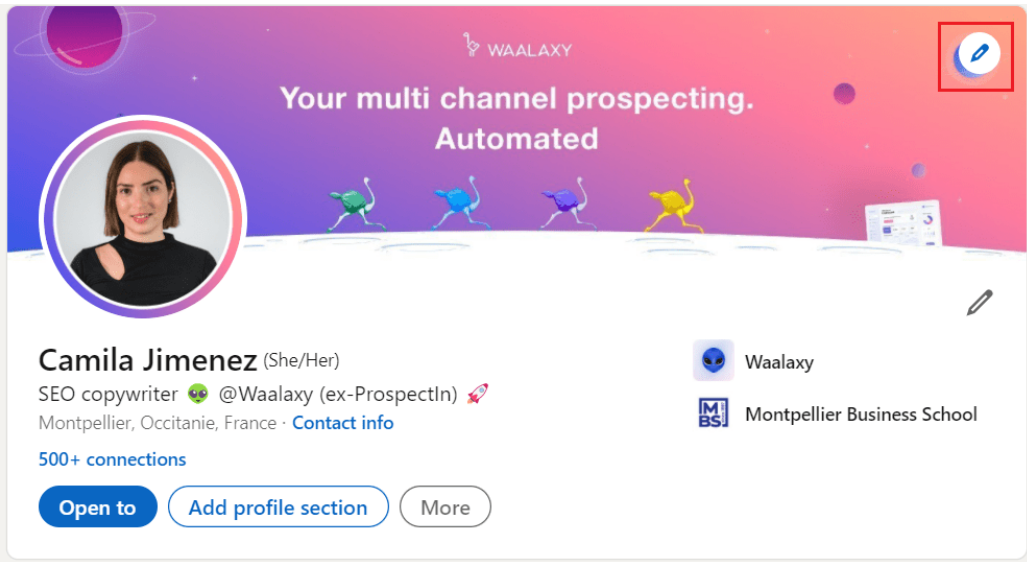 WAALAXY
Your multi channel prospecting.
Automated
Camila Jimenez (She/Her)
SEO copywriter 👽 @Waalaxy (ex-ProspectIn) 🚀
Montpellier, Occitanie, France · Contact info
500+ connections
Open to
Add profile section
More
Waalaxy
MBS
Montpellier Business School